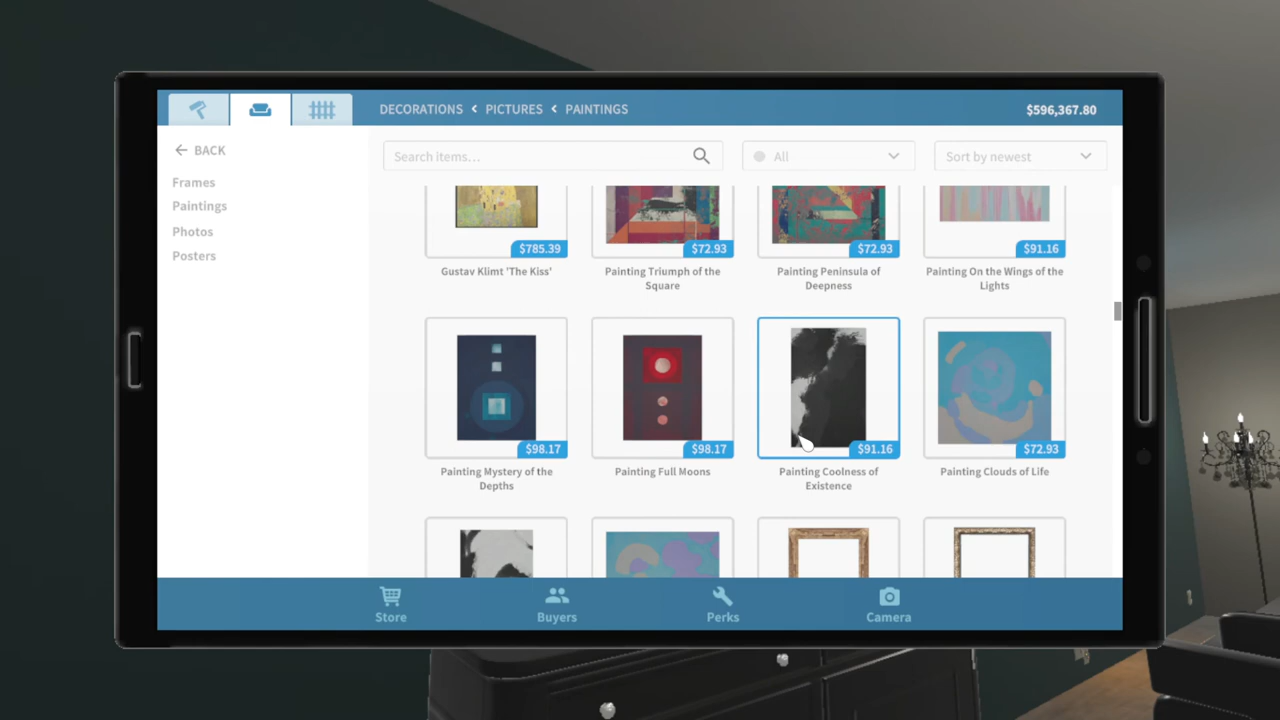 DECORATIONS < PICTURES < PAINTINGS
$596,367.80
BACK
Frames
Paintings
Photos
Posters
Search items...
All
Sort by newest
$785.39
$72.93
$72.93
$91.16
Gustav Klimt 'The Kiss'
Painting Triumph of the
Square
Painting Peninsula of
Deepness
Painting On the Wings of the
Lights
$98.17
$98.17
$91.16
$72.93
Painting Mystery of the
Depths
Painting Full Moons
Painting Coolness of
Existence
Painting Clouds of Life
Store
Buyers
Perks
Camera